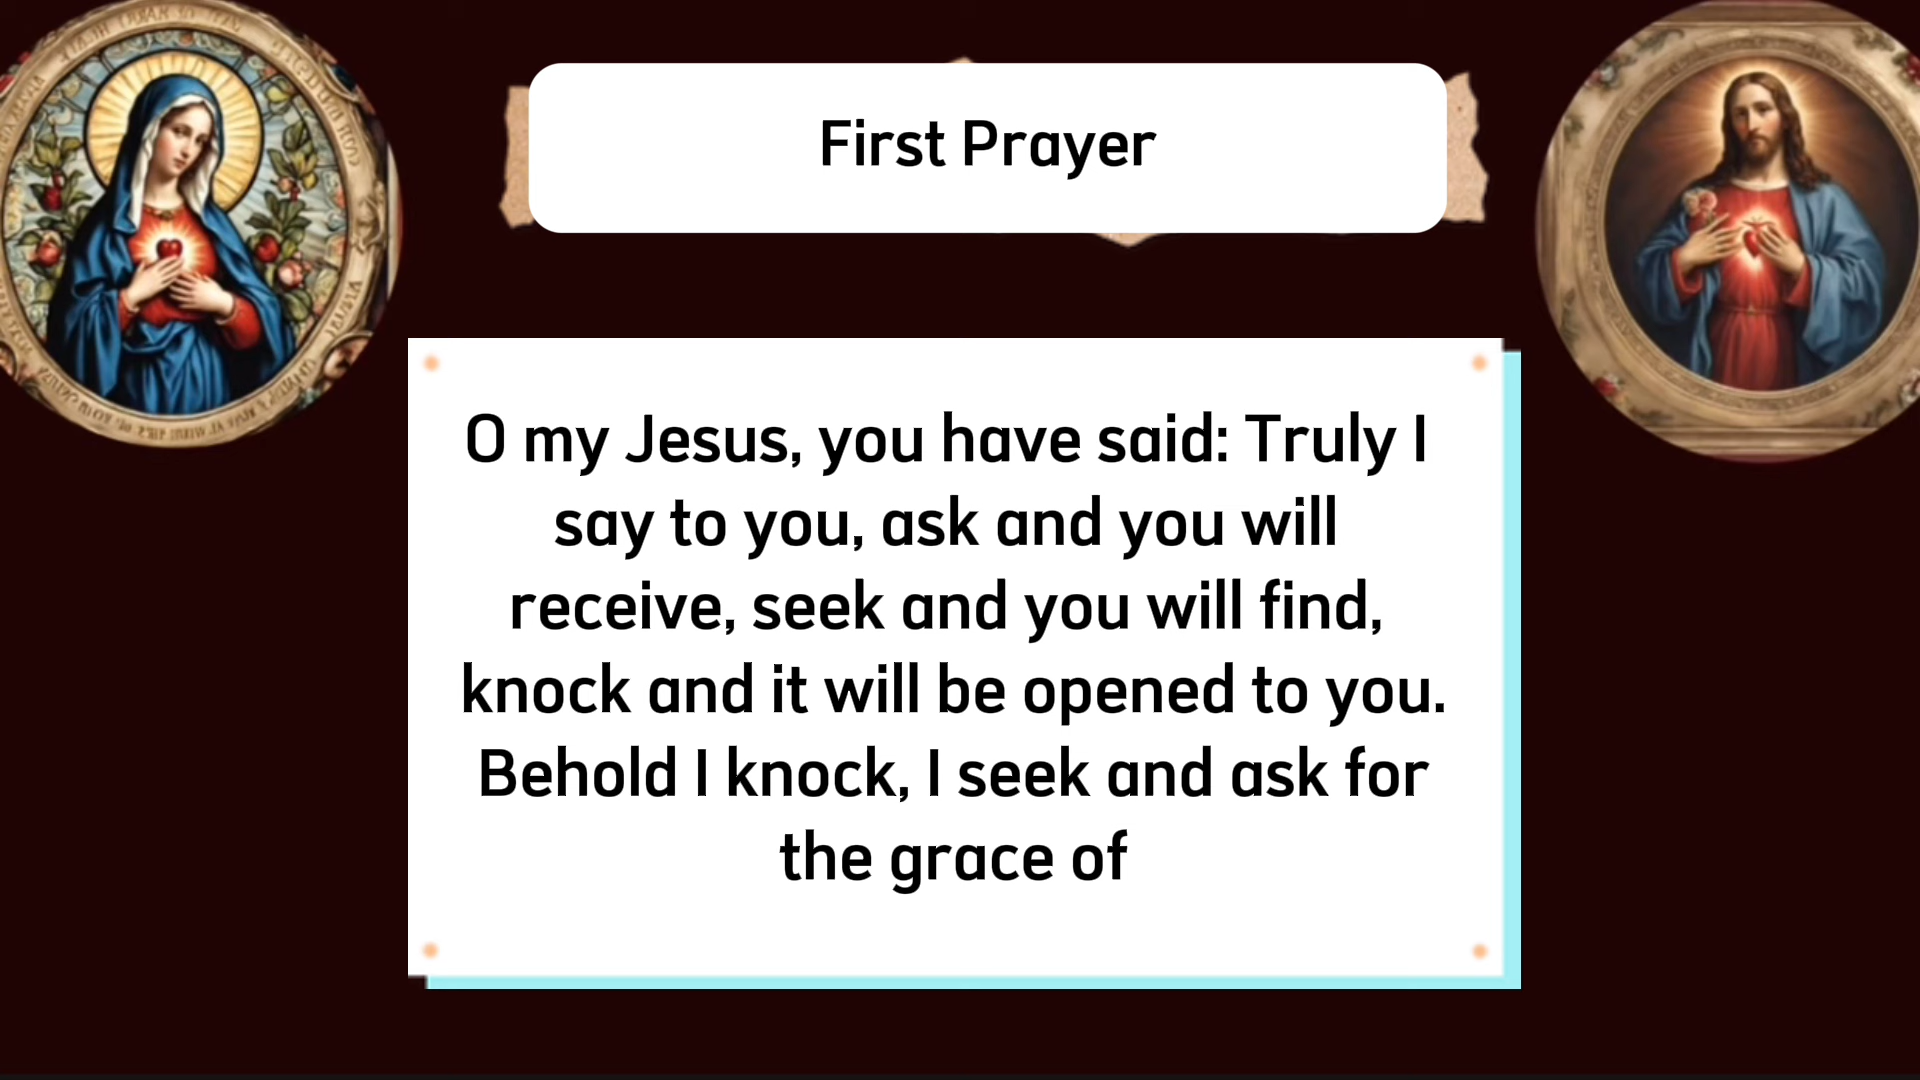 First Prayer
O my Jesus, you have said: Truly I
say to you, ask and you will
receive, seek and you will find,
knock and it will be opened to you.
Behold I knock, I seek and ask for
the grace of